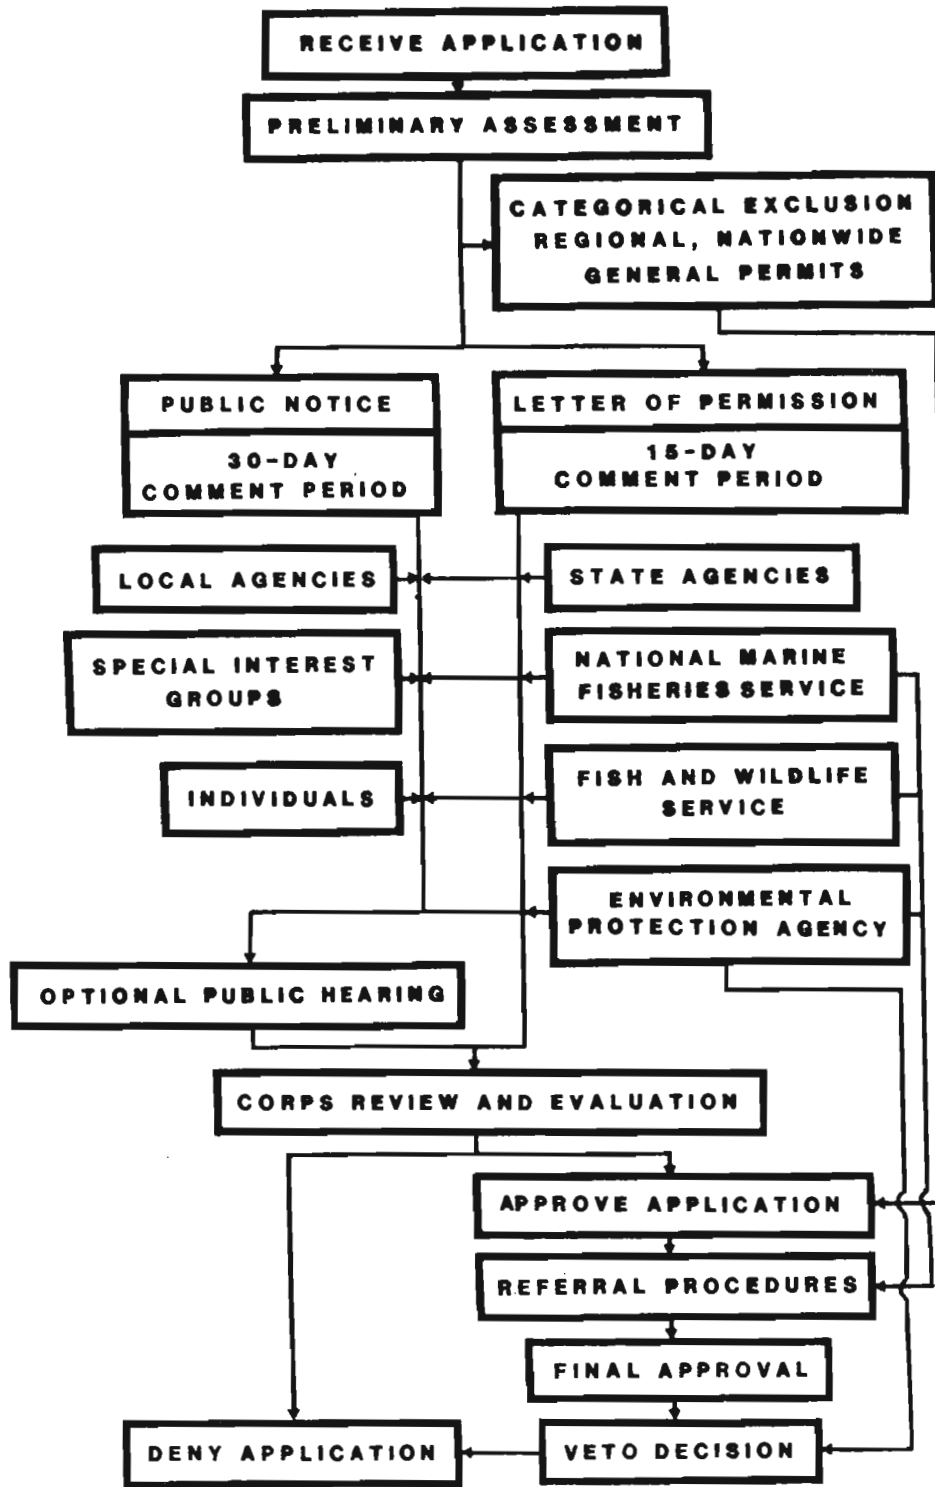 RECEIVE APPLICATION
PRELIMINARY ASSESSMENT
CATEGORICAL EXCLUSION
REGIONAL, NATIONWIDE
GENERAL PERMITS
PUBLIC NOTICE
30-DAY
COMMENT PERIOD
LETTER OF PERMISSION
15-DAY
COMMENT PERIOD
LOCAL AGENCIES
STATE AGENCIES
SPECIAL INTEREST
GROUPS
NATIONAL MARINE
FISHERIES SERVICE
INDIVIDUALS
FISH AND WILDLIFE
SERVICE
ENVIRONMENTAL
PROTECTION AGENCY
OPTIONAL PUBLIC HEARING
CORPS REVIEW AND EVALUATION
APPROVE APPLICATION
REFERRAL PROCEDURES
FINAL APPROVAL
DENY APPLICATION
VETO DECISION